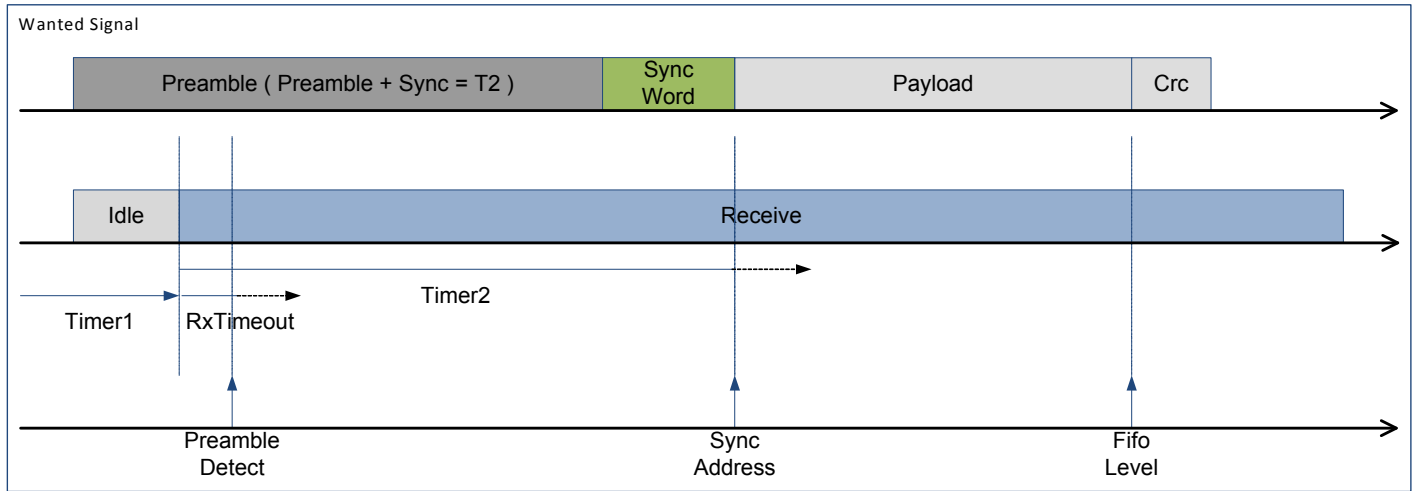 Wanted Signal
Preamble ( Preamble + Sync = T2 )
Sync
Word
Payload
Crc
Idle
Receive
Timer2
Timer1
RxTimeout
Preamble
Detect
Sync
Address
Fifo
Level